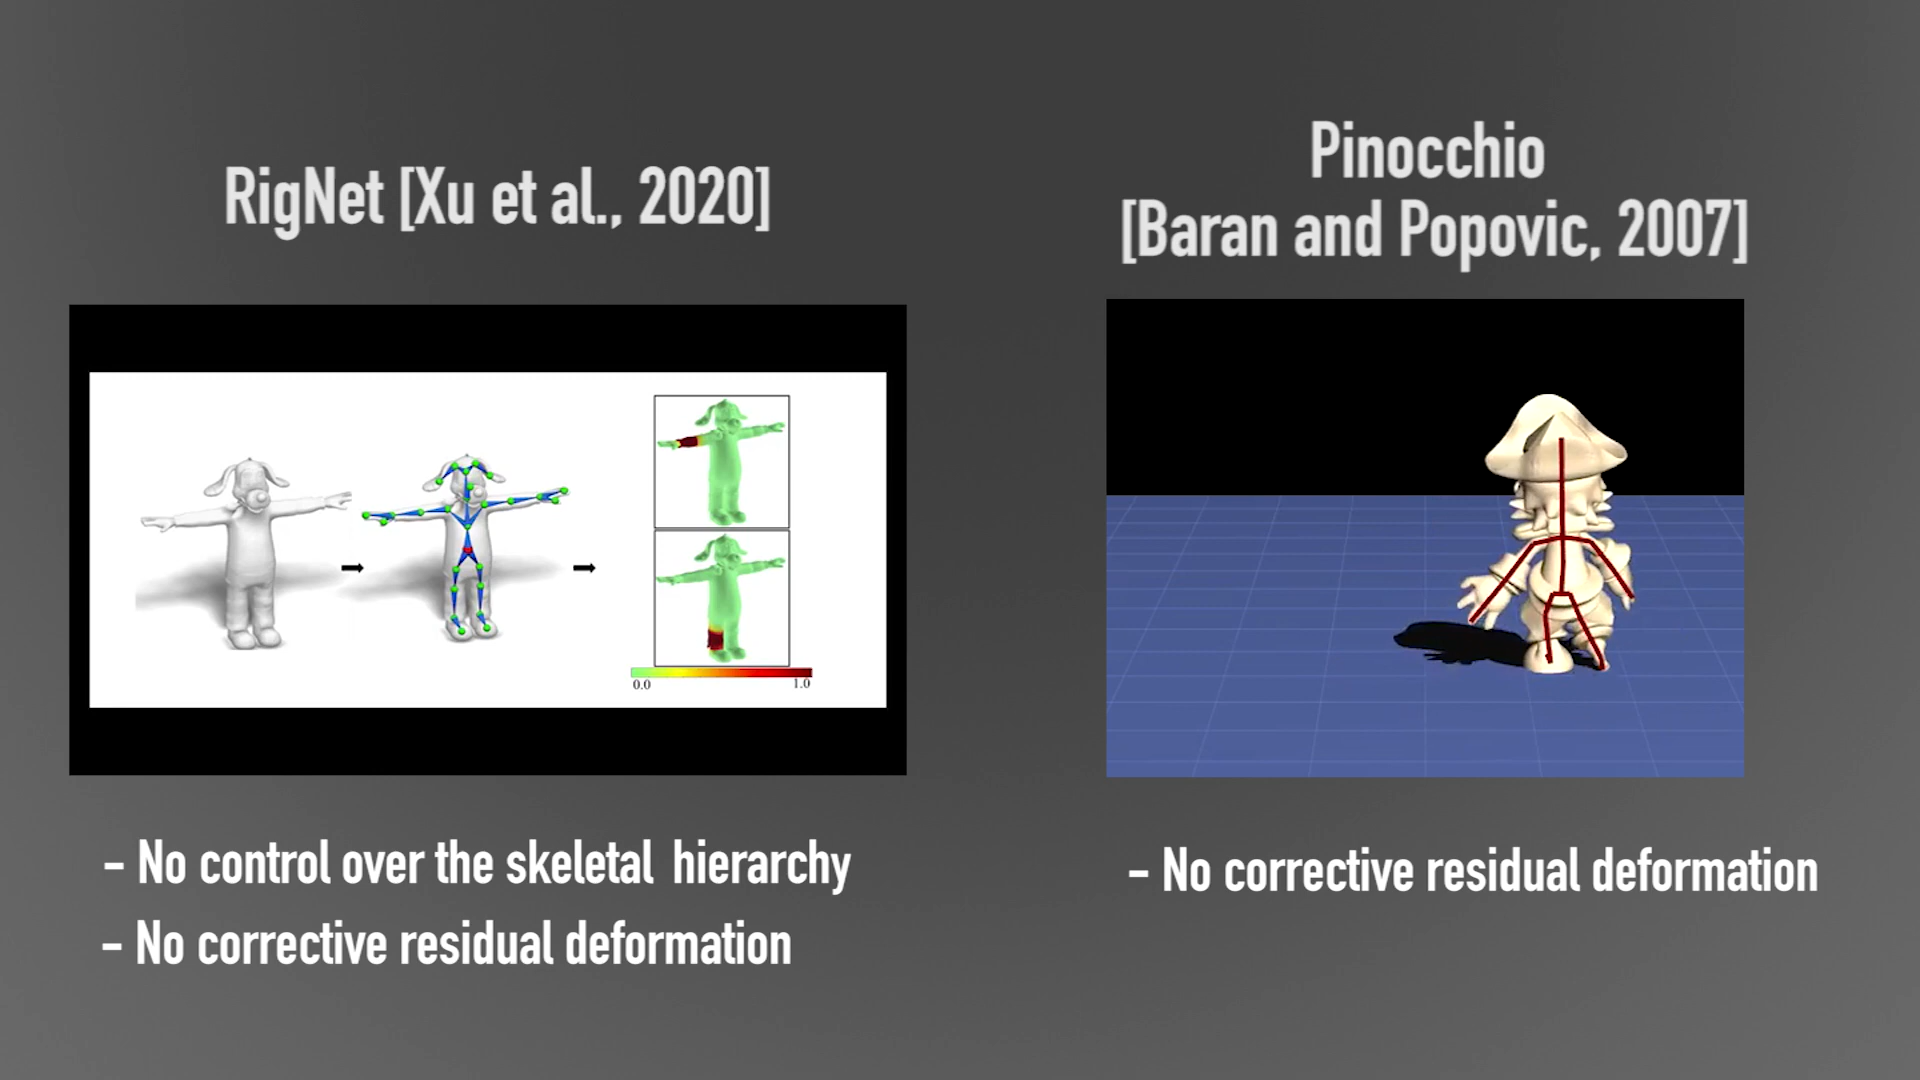 RigNet [Xu et al., 2020]
0.0
1.0
- No control over the skeletal hierarchy
- No corrective residual deformation
Pinocchio
[Baran and Popovic, 2007]
- No corrective residual deformation